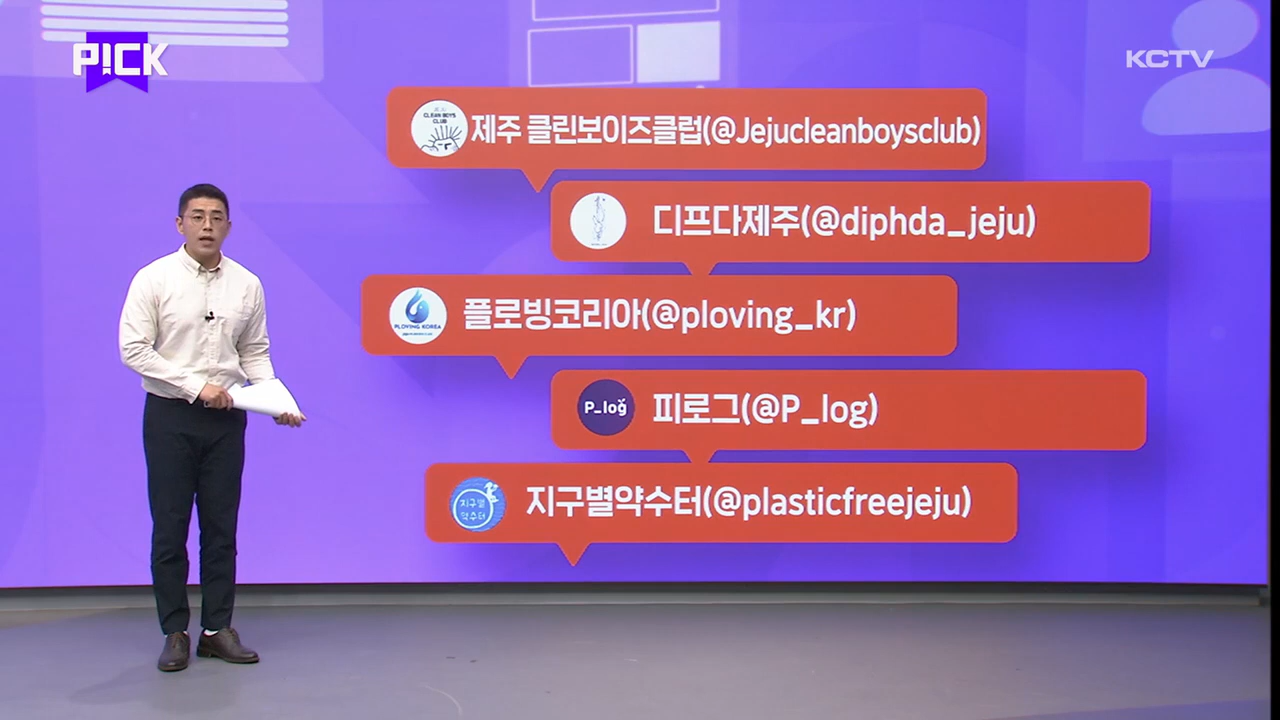 P!CK
KCTV
CLEAN BOYS
CLUB
제주 클린보이즈클럽(@Jejucleanboysclub)
디프다제주(@diphda_jeju)
PLOVING KOREA
플로빙코리아(@ploving_kr)
P_log
피로그(@P_log)
지구별
약수터
지구별약수터(@plasticfreejeju)